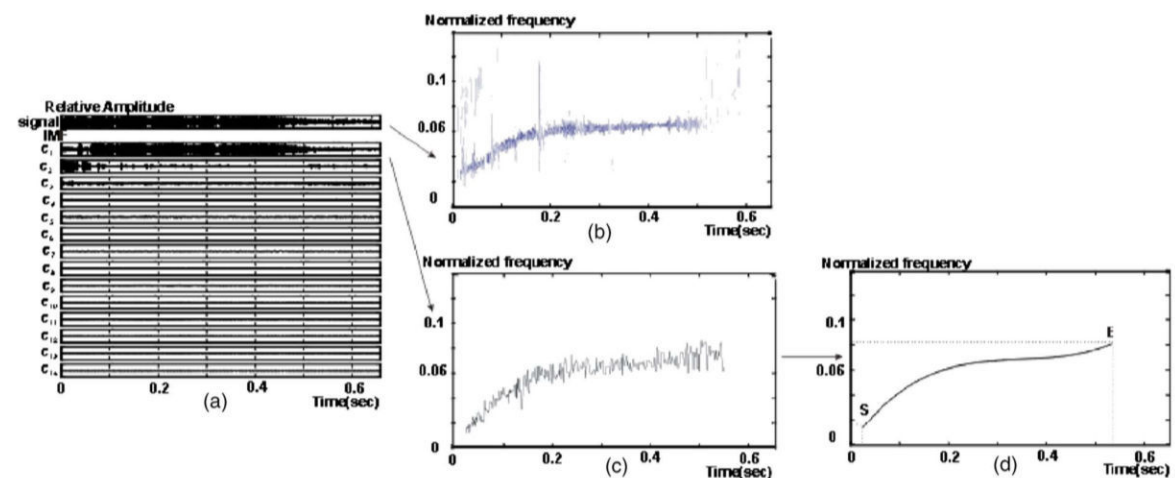 Relative Amplitude
signal
IMF
c1
c2
c3
c4
c5
c6
c7
c8
c9
c10
c11
c12
c13
c14
0 0.2 0.4 0.6
Time(sec)
(a)
Normalized frequency
0.1
0.06
0
0 0.2 0.4 0.6
Time(sec)
(b)
Normalized frequency
0.1
0.06
0
0 0.2 0.4 0.6
Time(sec)
(c)
Normalized frequency
0.1
0.06
0
S
E
0 0.2 0.4 0.6
Time(sec)
(d)